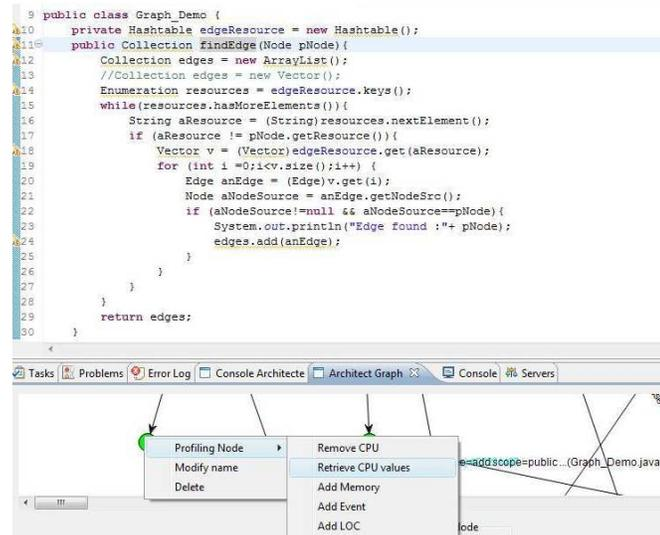 9 public class Graph_Demo {
10 private Hashtable edgeResource = new Hashtable();
11 public Collection findEdge(Node pNode){
12 Collection edges = new ArrayList();
13 //Collection edges = new Vector();
14 Enumeration resources = edgeResource.keys();
15 while(resources.hasMoreElements()){
16 String aResource = (String)resources.nextElement();
17 if (aResource != pNode.getResource()){
18 Vector v = (Vector)edgeResource.get(aResource);
19 for (int i =0;i<v.size();i++) {
20 Edge anEdge = (Edge)v.get(i);
21 Node aNodeSource = anEdge.getNodeSrc();
22 if (aNodeSource!=null && aNodeSource==pNode){
23 System.out.println("Edge found :"+ pNode);
24 edges.add(anEdge);
25 }
26 }
27 }
28 }
29 return edges;
30 }
Tasks Problems Error Log Console Architecte Architect Graph Console Servers
Profiling Node
Modify name
Delete
Remove CPU
Retrieve CPU values
Add Memory
Add Event
Add LOC
e=add scope=public...(Graph_Demo.java